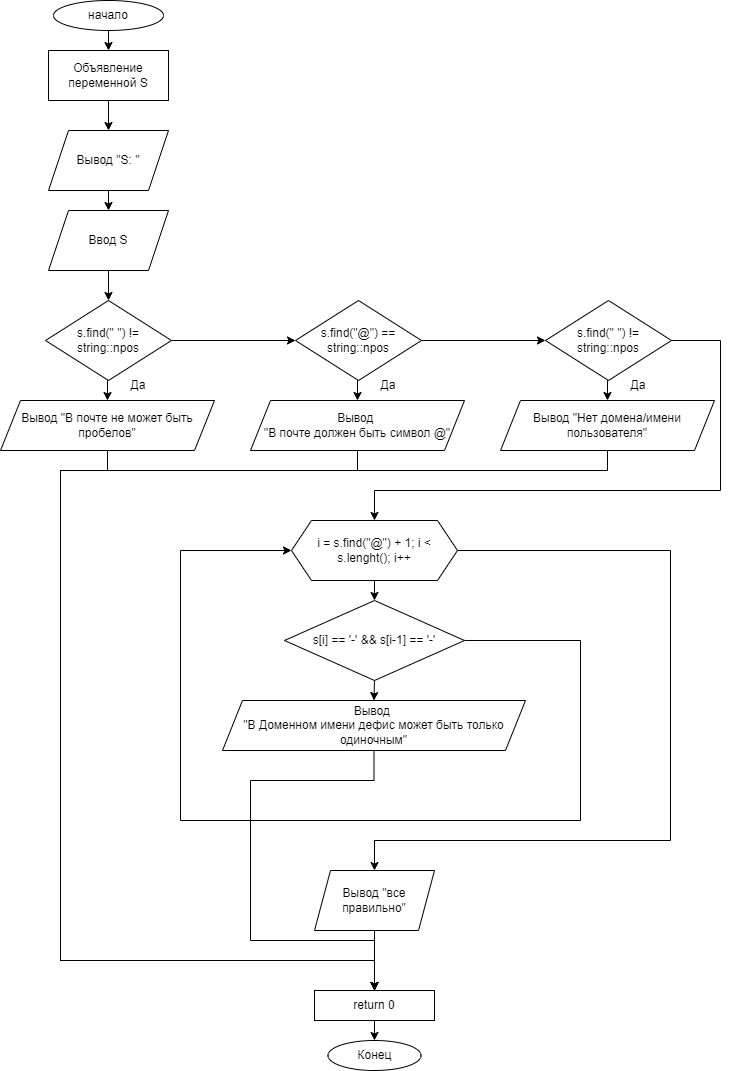 начало
Объявление
переменной S
Вывод "S: "
Ввод S
s.find(" ") !=
string::npos
s.find("@") ==
string::npos
s.find(" ") !=
string::npos
Да
Да
Да
Вывод "В почте не может быть
пробелов"
Вывод
"В почте должен быть символ @"
Вывод "Нет домена/имени
пользователя"
i = s.find("@") + 1; i <
s.lenght(); i++
s[i] == '-' && s[i-1] == '-'
Вывод
"В Доменном имени дефис может быть только
одиночным"
Вывод "все
правильно"
return 0
Конец